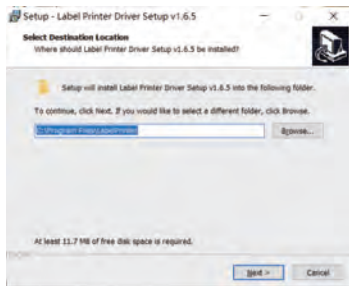 Setup - Label Printer Driver Setup v1.6.5
Select Destination Location
Where should Label Printer Driver Setup v1.6.5 be installed?
Setup will install Label Printer Driver Setup v1.6.5 into the following folder.
To continue, click Next. If you would like to select a different folder, click Browse.
C:\Program Files\LabelPrinter
Browse...
At least 11.7 MB of free disk space is required.
Next >
Cancel